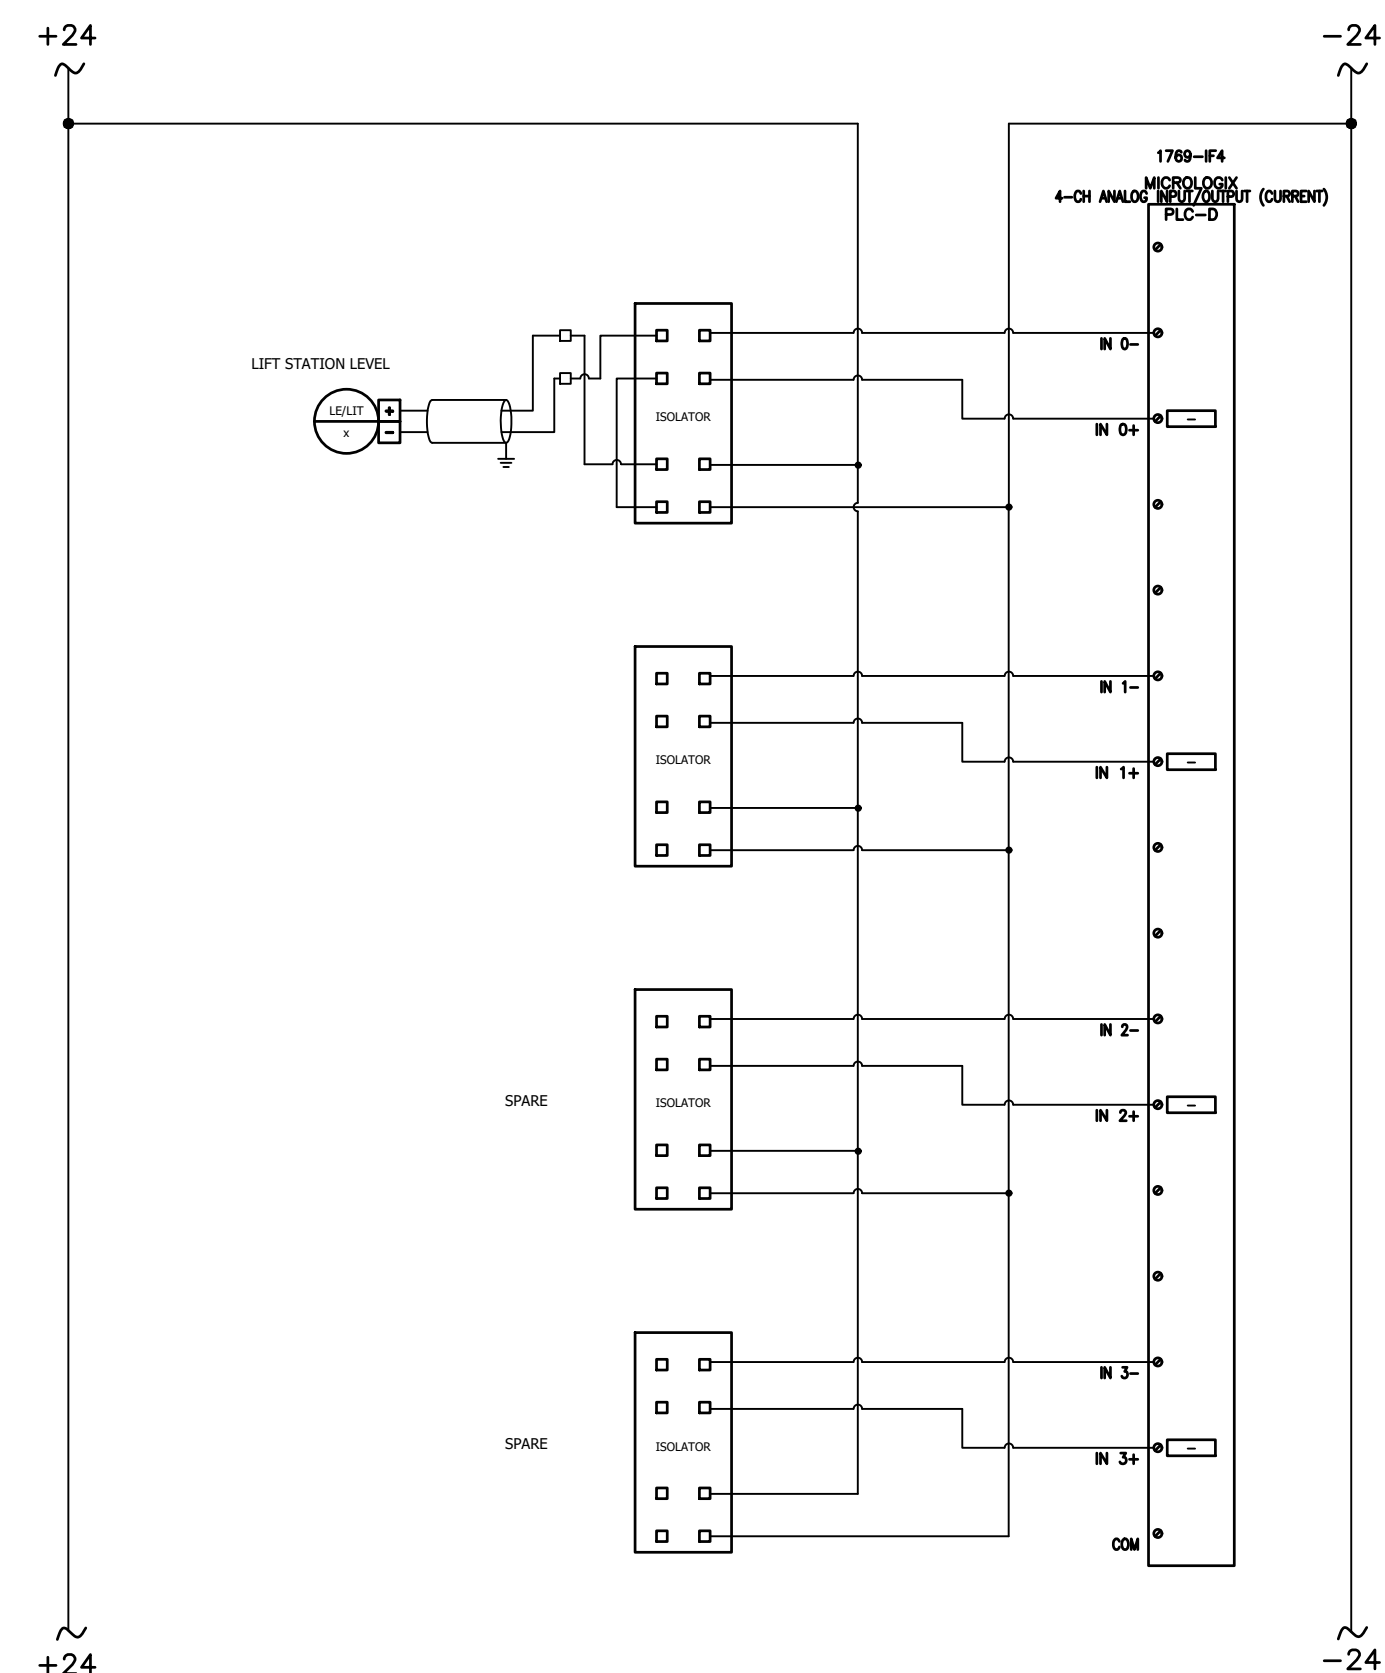 +24
-24
1769-IF4
MICROLOGIX
4-CH ANALOG INPUT/OUTPUT (CURRENT)
PLC-D
IN 0-
LIFT STATION LEVEL
LE/LIT
+
x
-
ISOLATOR
-
IN 0+
IN 1-
ISOLATOR
-
IN 1+
IN 2-
SPARE
ISOLATOR
-
IN 2+
IN 3-
SPARE
ISOLATOR
-
IN 3+
COM
+24
-24